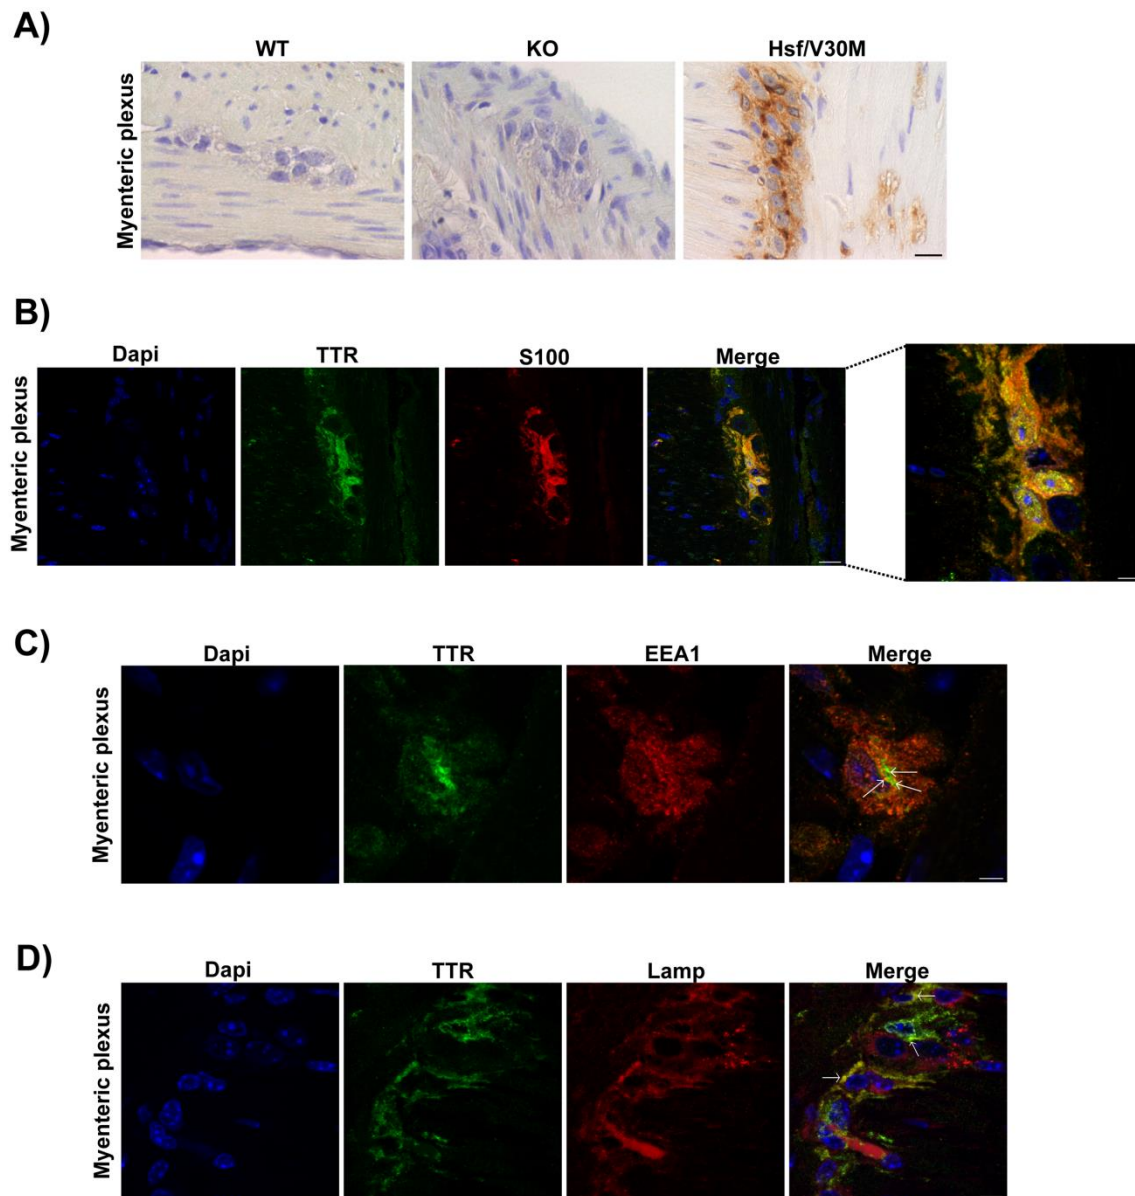 A)
WT KO Hsf/V30M
Myenteric plexus
B)
Dapi TTR S100 Merge
Myenteric plexus
C)
Dapi TTR EEA1 Merge
Myenteric plexus
D)
Dapi TTR Lamp Merge
Myenteric plexus